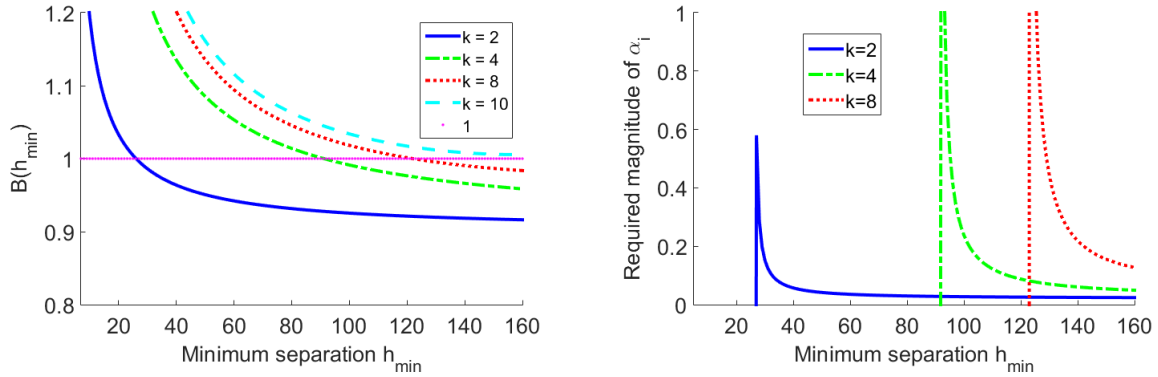 1.2
1.1
1
0.9
0.8
B(h_min)
20 40 60 80 100 120 140 160
Minimum separation h_min
k = 2
k = 4
k = 8
k = 10
1
1
0.8
0.6
0.4
0.2
0
Required magnitude of α_i
20 40 60 80 100 120 140 160
Minimum separation h_min
k=2
k=4
k=8